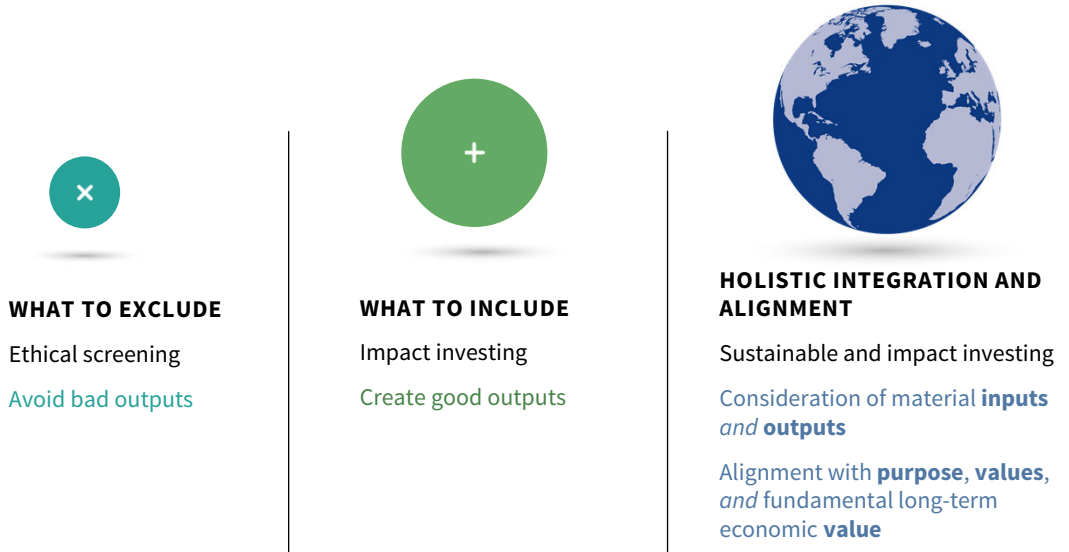 WHAT TO EXCLUDE
Ethical screening
Avoid bad outputs
WHAT TO INCLUDE
Impact investing
Create good outputs
HOLISTIC INTEGRATION AND
ALIGNMENT
Sustainable and impact investing
Consideration of material inputs
and outputs
Alignment with purpose, values,
and fundamental long-term
economic value